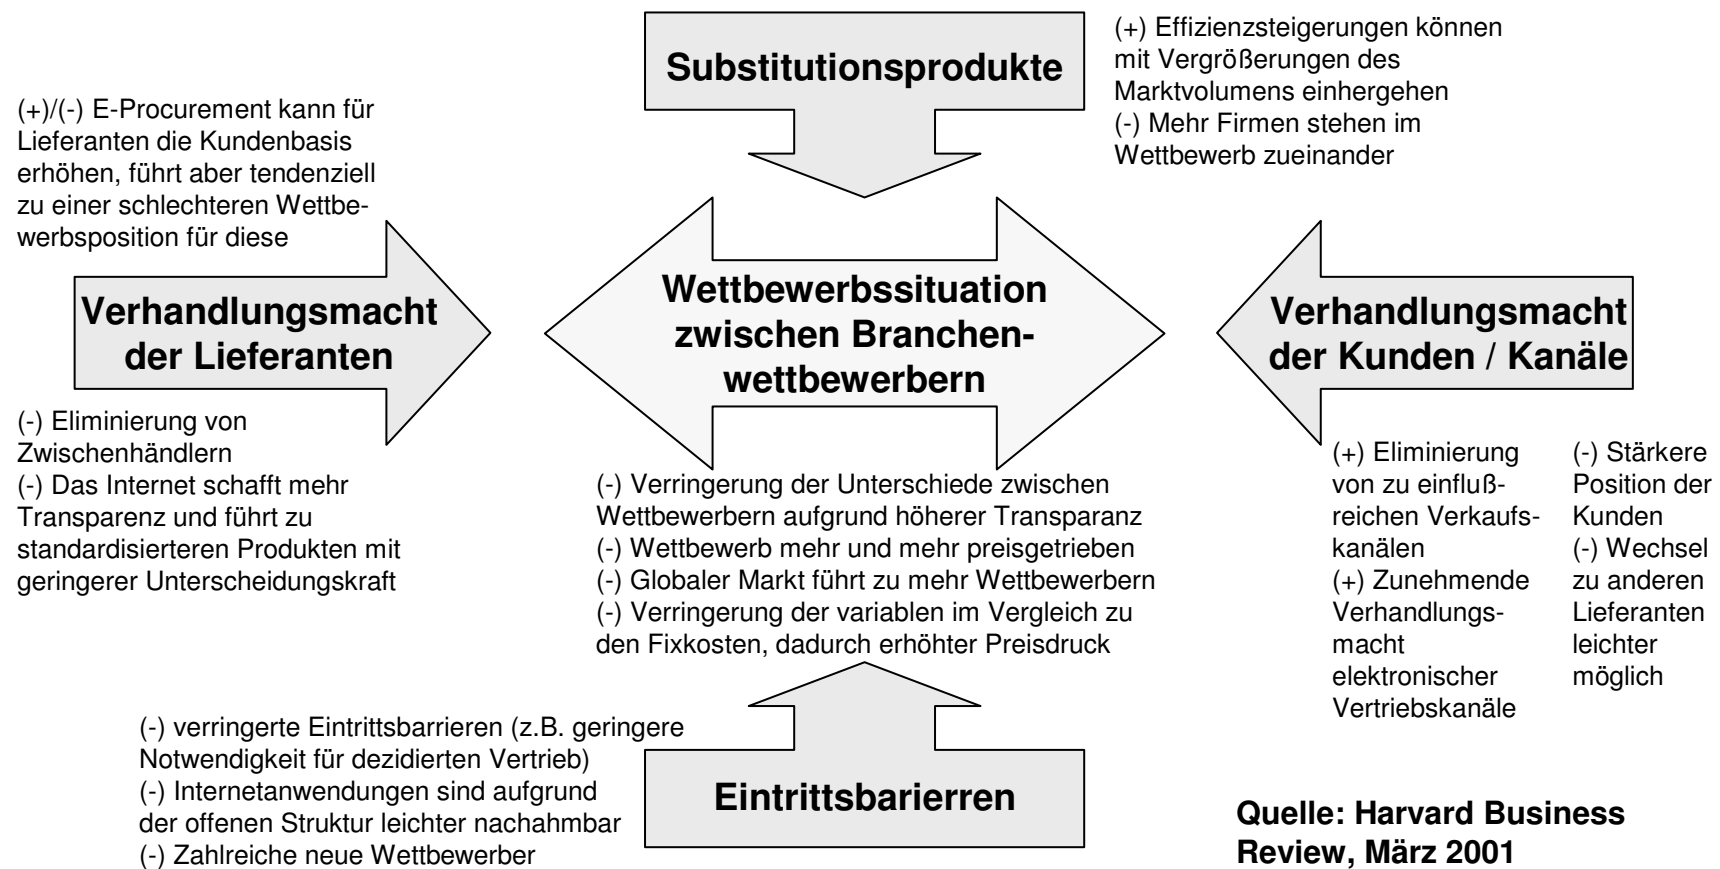 Substitutionsprodukte
(+) Effizienzsteigerungen können
mit Vergrößerungen des
Marktvolumens einhergehen
(-) Mehr Firmen stehen im
Wettbewerb zueinander
(+)/(-) E-Procurement kann für
Lieferanten die Kundenbasis
erhöhen, führt aber tendenziell
zu einer schlechteren Wettbe-
werbsposition für diese
Verhandlungsmacht
der Lieferanten
(-) Eliminierung von
Zwischenhändlern
(-) Das Internet schafft mehr
Transparenz und führt zu
standardisierteren Produkten mit
geringerer Unterscheidungskraft
Wettbewerbssituation
zwischen Branchen-
wettbewerbern
(-) Verringerung der Unterschiede zwischen
Wettbewerbern aufgrund höherer Transparanz
(-) Wettbewerb mehr und mehr preisgetrieben
(-) Globaler Markt führt zu mehr Wettbewerbern
(-) Verringerung der variablen im Vergleich zu
den Fixkosten, dadurch erhöhter Preisdruck
Verhandlungsmacht
der Kunden / Kanäle
(+) Eliminierung
von zu einfluß-
reichen Verkaufs-
kanälen
(+) Zunehmende
Verhandlungs-
macht
elektronischer
Vertriebskanäle
(-) Stärkere
Position der
Kunden
(-) Wechsel
zu anderen
Lieferanten
leichter
möglich
(-) verringerte Eintrittsbarrieren (z.B. geringere
Notwendigkeit für dezidierten Vertrieb)
(-) Internetanwendungen sind aufgrund
der offenen Struktur leichter nachahmbar
(-) Zahlreiche neue Wettbewerber
Eintrittsbarierren
Quelle: Harvard Business
Review, März 2001